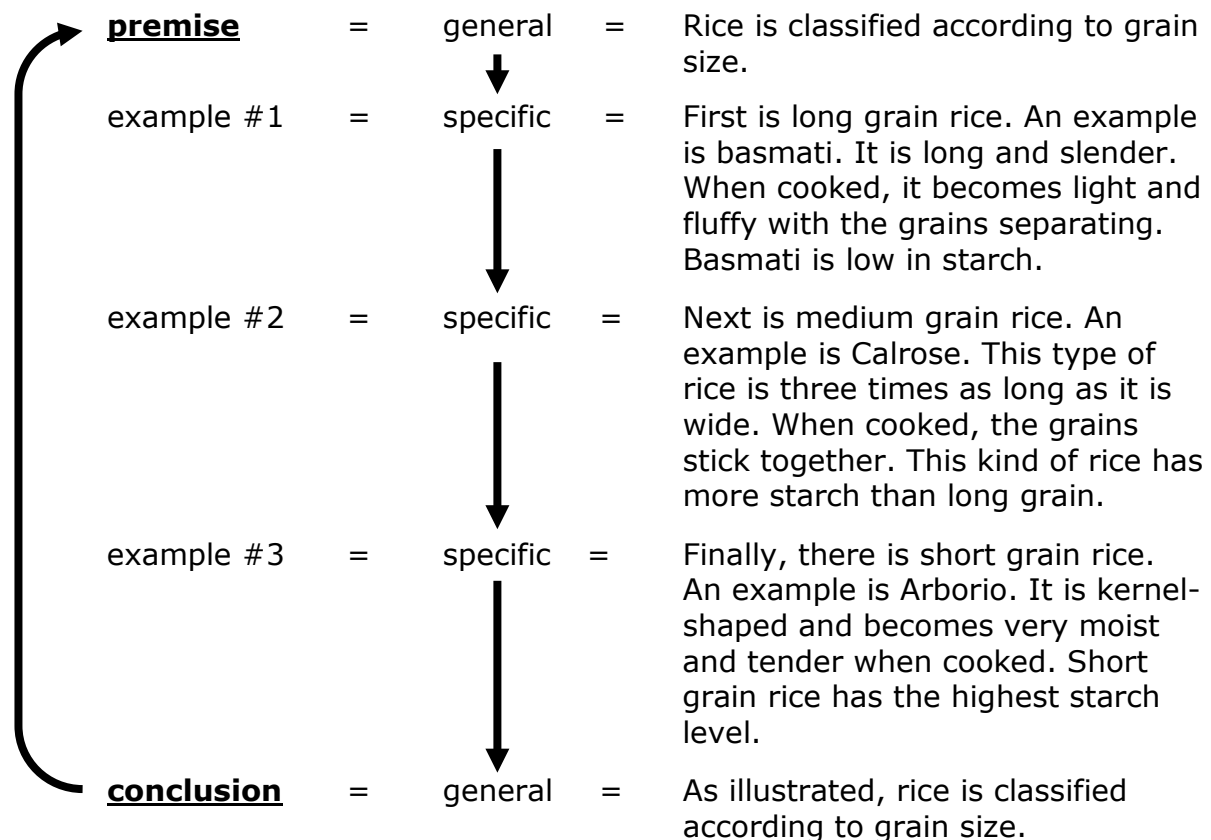 premise = general = Rice is classified according to grain
size.
example #1 = specific = First is long grain rice. An example
is basmati. It is long and slender.
When cooked, it becomes light and
fluffy with the grains separating.
Basmati is low in starch.
example #2 = specific = Next is medium grain rice. An
example is Calrose. This type of
rice is three times as long as it is
wide. When cooked, the grains
stick together. This kind of rice has
more starch than long grain.
example #3 = specific = Finally, there is short grain rice.
An example is Arborio. It is kernel-
shaped and becomes very moist
and tender when cooked. Short
grain rice has the highest starch
level.
conclusion = general = As illustrated, rice is classified
according to grain size.